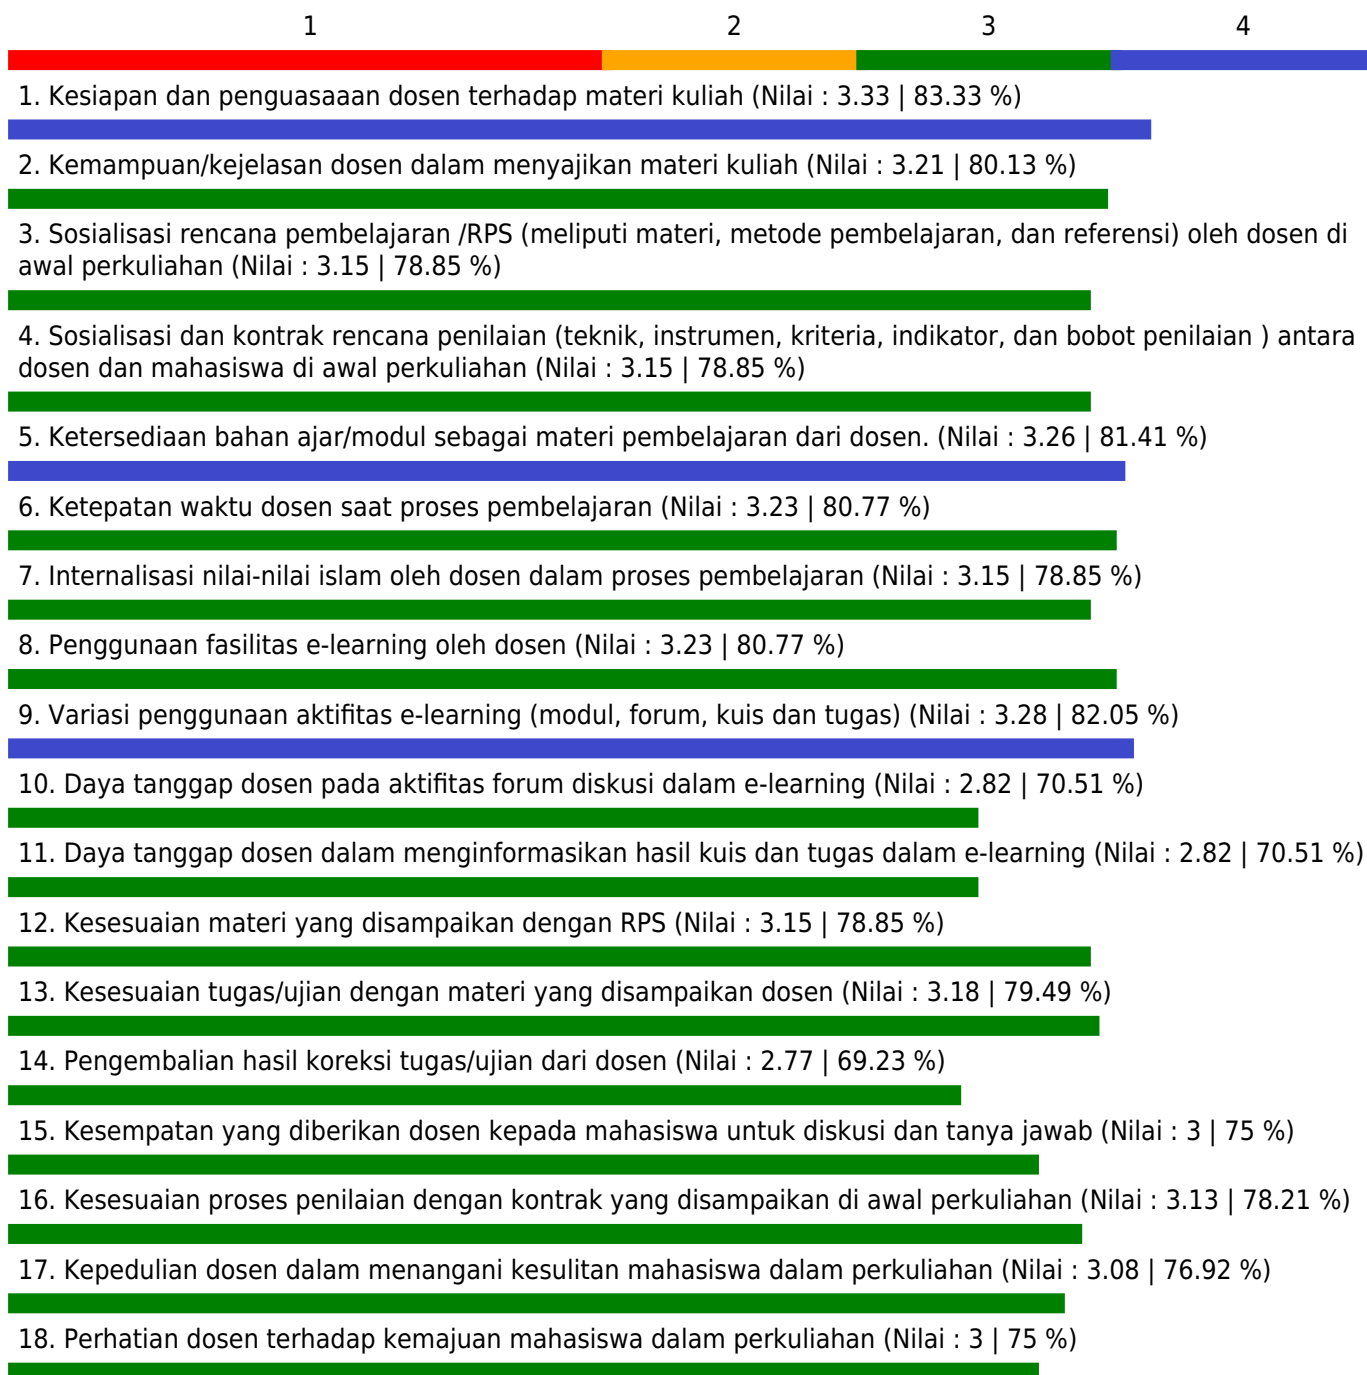 1 2 3 4
1. Kesiapan dan penguasaaan dosen terhadap materi kuliah (Nilai : 3.33 | 83.33 %)
2. Kemampuan/kejelasan dosen dalam menyajikan materi kuliah (Nilai : 3.21 | 80.13 %)
3. Sosialisasi rencana pembelajaran /RPS (meliputi materi, metode pembelajaran, dan referensi) oleh dosen di
awal perkuliahan (Nilai : 3.15 | 78.85 %)
4. Sosialisasi dan kontrak rencana penilaian (teknik, instrumen, kriteria, indikator, dan bobot penilaian ) antara
dosen dan mahasiswa di awal perkuliahan (Nilai : 3.15 | 78.85 %)
5. Ketersediaan bahan ajar/modul sebagai materi pembelajaran dari dosen. (Nilai : 3.26 | 81.41 %)
6. Ketepatan waktu dosen saat proses pembelajaran (Nilai : 3.23 | 80.77 %)
7. Internalisasi nilai-nilai islam oleh dosen dalam proses pembelajaran (Nilai : 3.15 | 78.85 %)
8. Penggunaan fasilitas e-learning oleh dosen (Nilai : 3.23 | 80.77 %)
9. Variasi penggunaan aktifitas e-learning (modul, forum, kuis dan tugas) (Nilai : 3.28 | 82.05 %)
10. Daya tanggap dosen pada aktifitas forum diskusi dalam e-learning (Nilai : 2.82 | 70.51 %)
11. Daya tanggap dosen dalam menginformasikan hasil kuis dan tugas dalam e-learning (Nilai : 2.82 | 70.51 %)
12. Kesesuaian materi yang disampaikan dengan RPS (Nilai : 3.15 | 78.85 %)
13. Kesesuaian tugas/ujian dengan materi yang disampaikan dosen (Nilai : 3.18 | 79.49 %)
14. Pengembalian hasil koreksi tugas/ujian dari dosen (Nilai : 2.77 | 69.23 %)
15. Kesempatan yang diberikan dosen kepada mahasiswa untuk diskusi dan tanya jawab (Nilai : 3 | 75 %)
16. Kesesuaian proses penilaian dengan kontrak yang disampaikan di awal perkuliahan (Nilai : 3.13 | 78.21 %)
17. Kepedulian dosen dalam menangani kesulitan mahasiswa dalam perkuliahan (Nilai : 3.08 | 76.92 %)
18. Perhatian dosen terhadap kemajuan mahasiswa dalam perkuliahan (Nilai : 3 | 75 %)